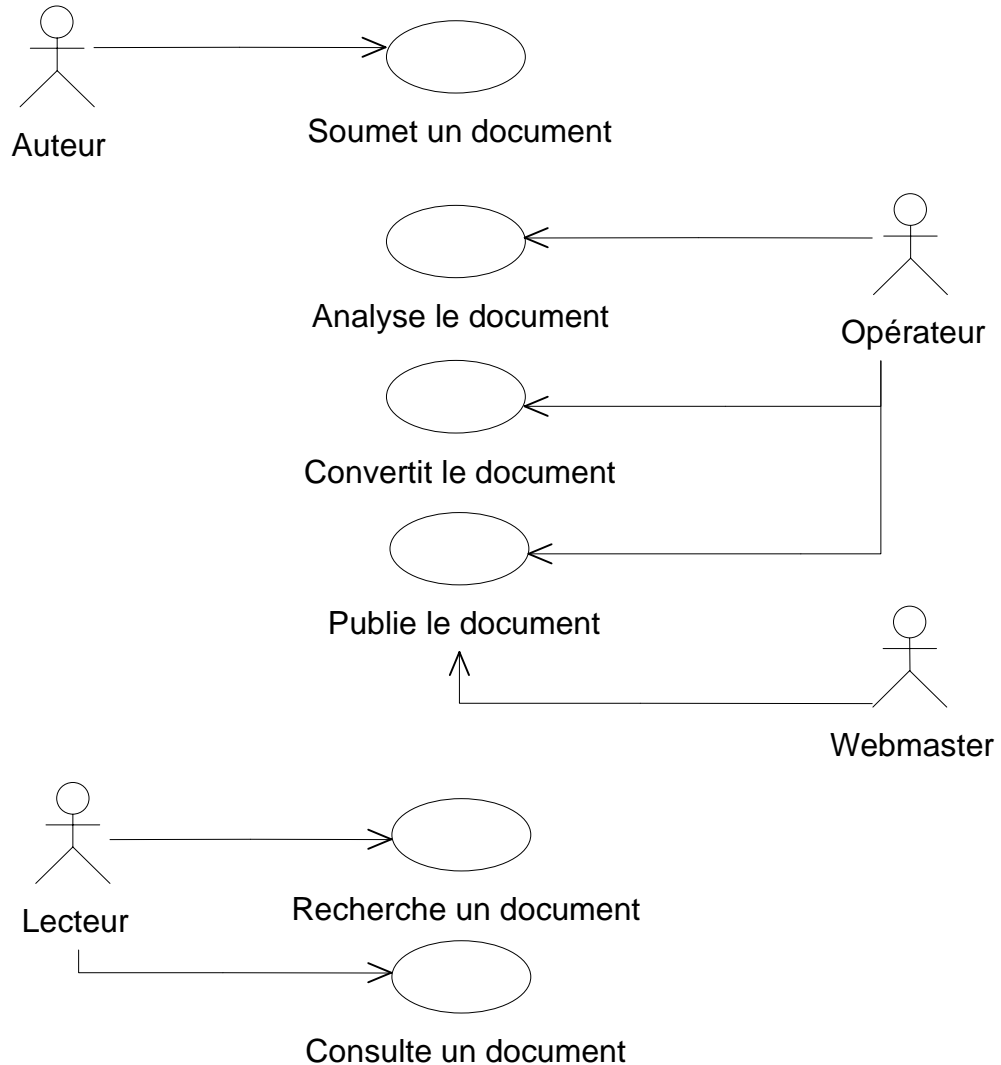 Auteur
Soumet un document
Analyse le document
Opérateur
Convertit le document
Publie le document
Webmaster
Recherche un document
Lecteur
Consulte un document